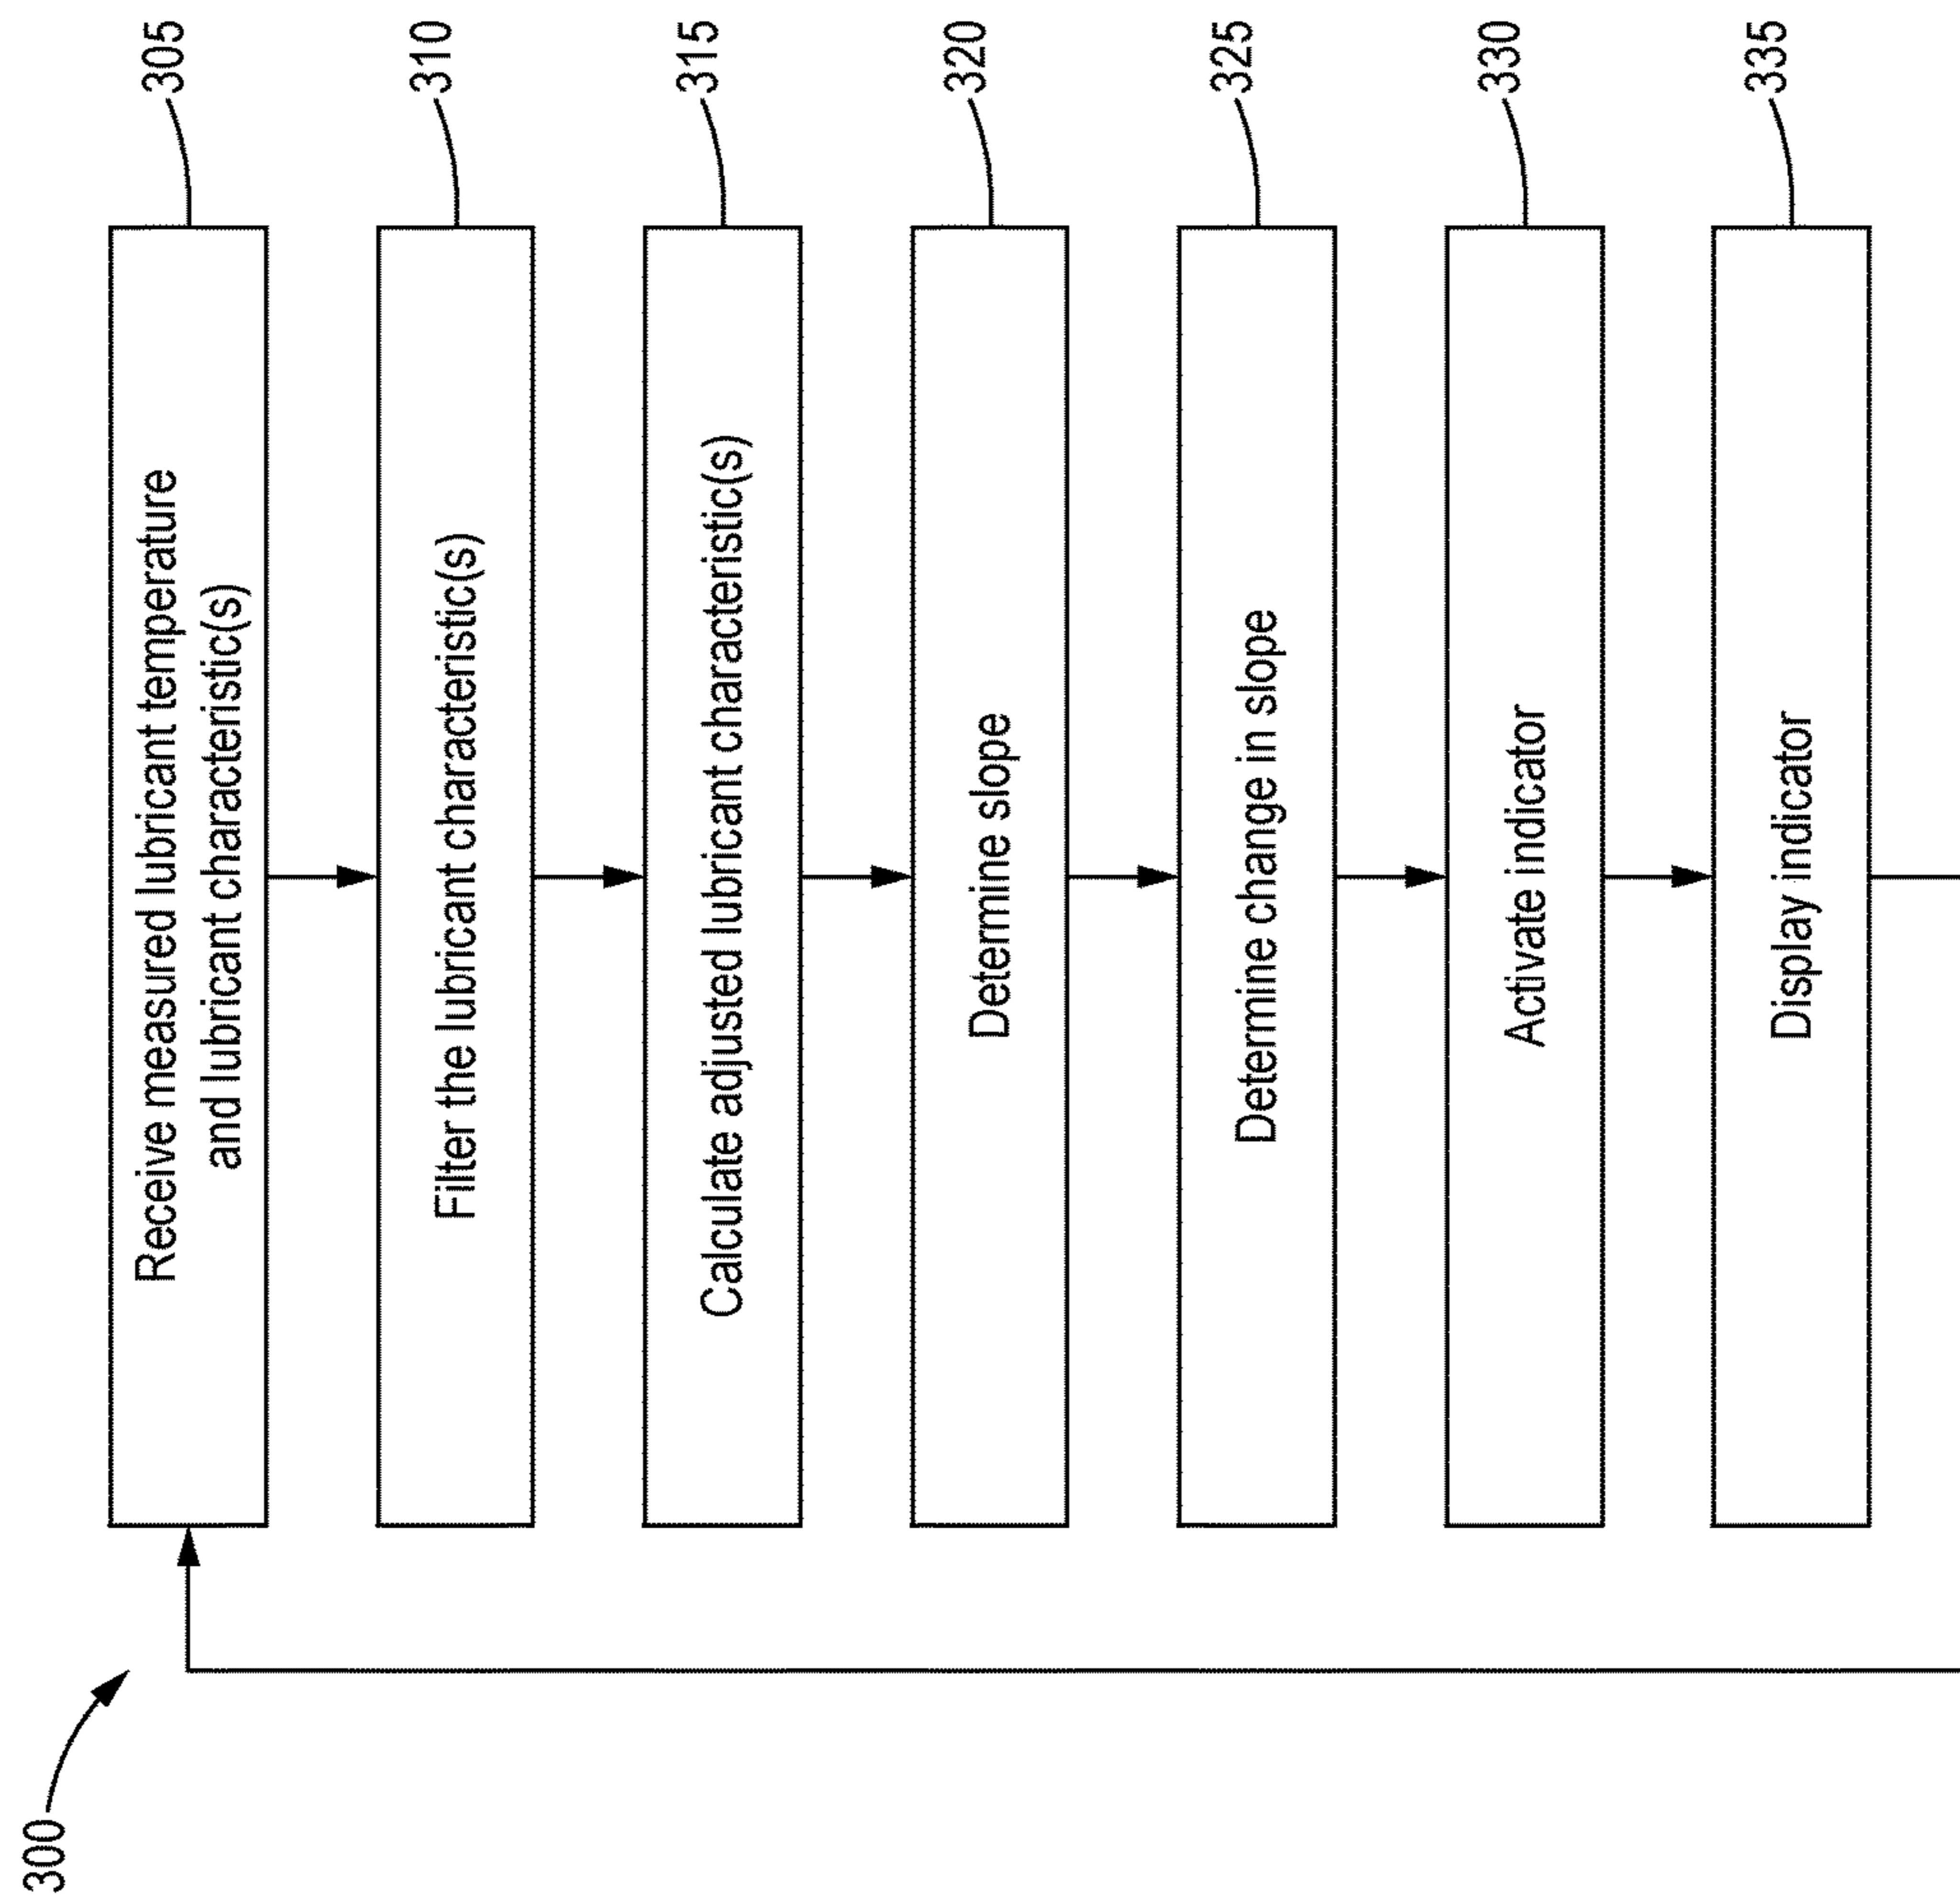 300
Receive measured lubricant temperature
and lubricant characteristic(s)
305
Filter the lubricant characteristic(s)
310
Calculate adjusted lubricant characteristic(s)
315
Determine slope
320
Determine change in slope
325
Activate indicator
330
Display indicator
335